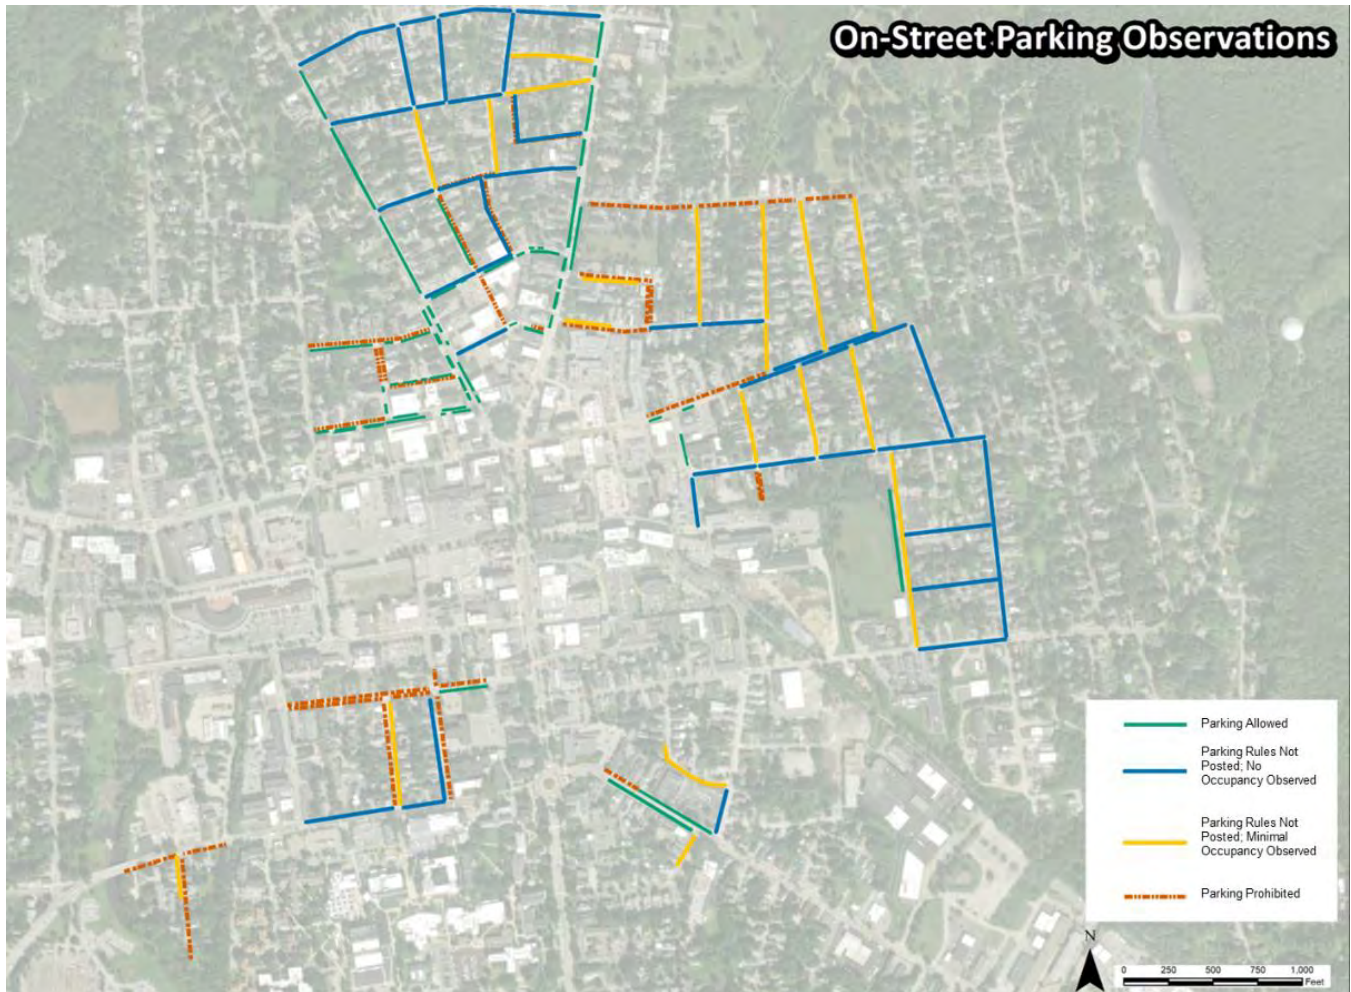 On-Street Parking Observations
Parking Allowed
Parking Rules Not
Posted; No
Occupancy Observed
Parking Rules Not
Posted; Minimal
Occupancy Observed
Parking Prohibited
N
0 250 500 750 1,000
Feet